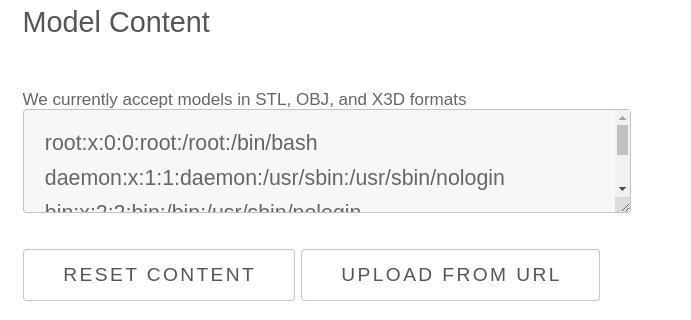 Model Content
We currently accept models in STL, OBJ, and X3D formats
root:x:0:0:root:/root:/bin/bash
daemon:x:1:1:daemon:/usr/sbin:/usr/sbin/nologin
bin:x:2:2:bin:/bin:/usr/sbin/nologin
RESET CONTENT
UPLOAD FROM URL